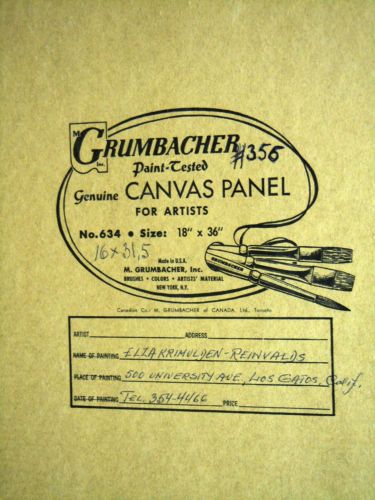 M.
GRUMBACHER
Inc.
#356
Paint-Tested
Genuine CANVAS PANEL
FOR ARTISTS
No. 634 • Size: 18" x 36"
16 x 31,5
Made in U.S.A.
M. GRUMBACHER, Inc.
BRUSHES • COLORS • ARTISTS' MATERIAL
NEW YORK, N.Y.
GRUMBACHER
Canadian Co.: M. GRUMBACHER of CANADA, Ltd., Toronto
ARTIST ADDRESS
NAME OF PAINTING ELZA KRIMULDEN-REINVALDS
PLACE OF PAINTING 500 UNIVERSITY AVE, LOS GATOS, Calif.
DATE OF PAINTING TEL. 354-4466 PRICE